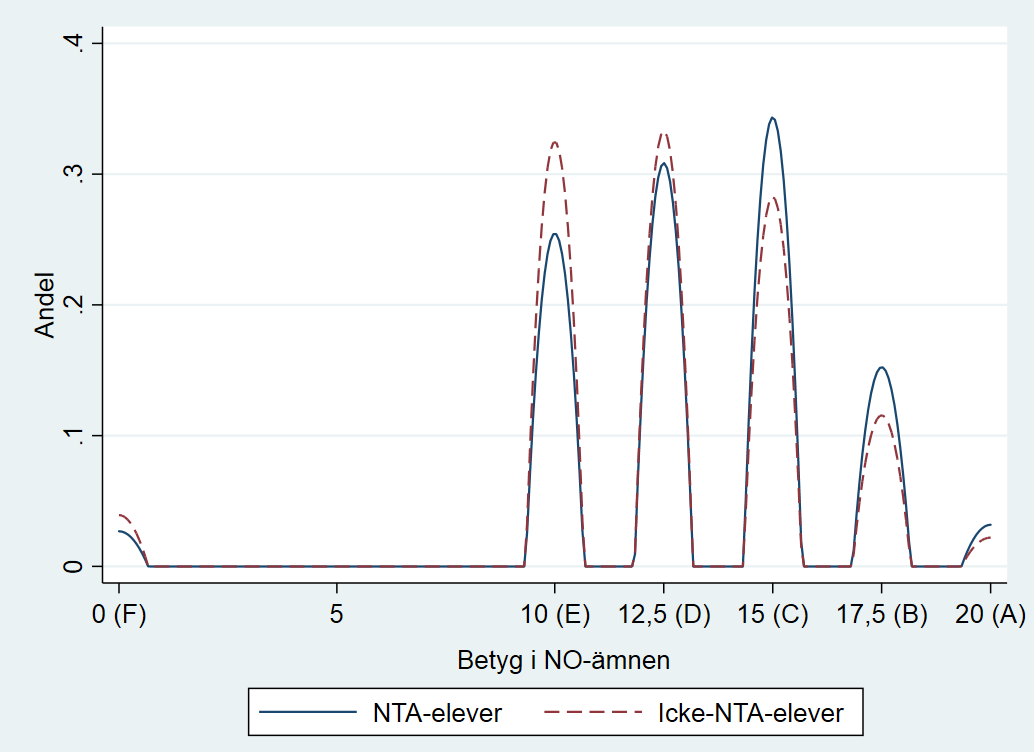 .4
.3
.2
.1
0
Andel
0 (F) 5 10 (E) 12,5 (D) 15 (C) 17,5 (B) 20 (A)
Betyg i NO-ämnen
NTA-elever Icke-NTA-elever